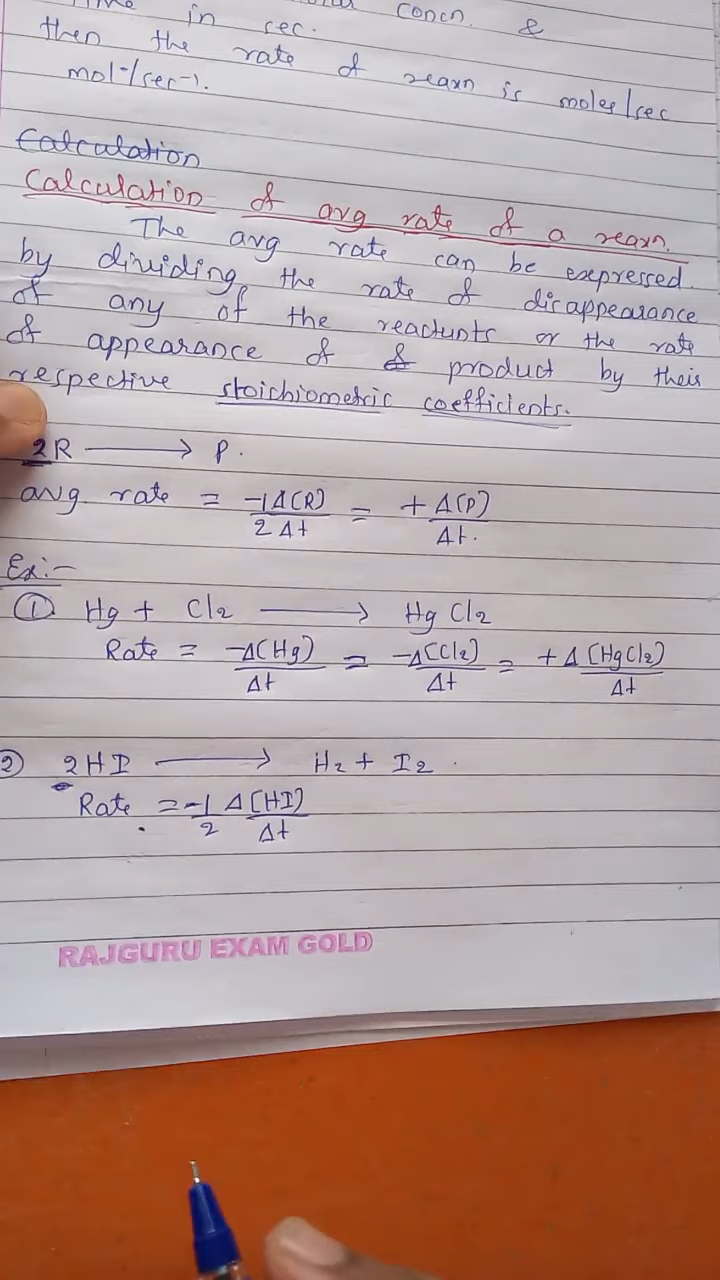 in sec. concn. &
then the rate of reaxn is moles/sec
mol-1/sec-1.
Calculation
Calculation of avg rate of a reaxn.
The avg rate can be expressed
by dividing the rate of disappearance
of any of the reactants or the rate
of appearance of & product by their
respective stoichiometric coefficients.
2R ⟶ P.
avg rate = -1Δ(R)/2Δt = +Δ(P)/Δt.
Ex:-
① Hg + Cl2 ⟶ HgCl2
Rate = -Δ(Hg)/Δt = -Δ(Cl2)/Δt = +Δ[HgCl2)/Δt
② 2HI ⟶ H2 + I2.
Rate = -1/2 Δ[HI]/Δt
RAJGURU EXAM GOLD